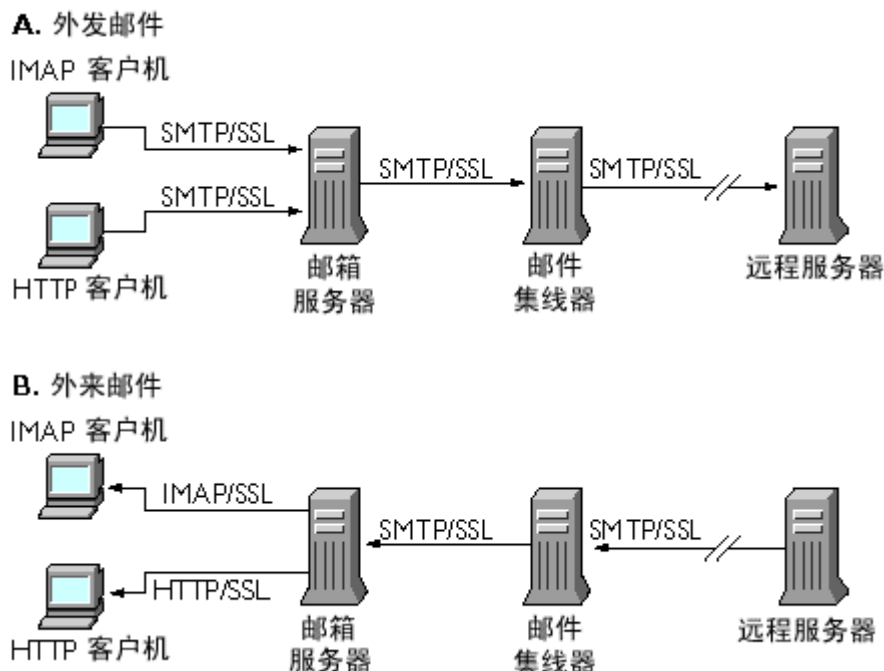 A. 外发邮件
IMAP 客户机
SMTP/SSL
SMTP/SSL
SMTP/SSL
SMTP/SSL
HTTP 客户机
邮箱
服务器
邮件
集线器
远程服务器
B. 外来邮件
IMAP 客户机
IMAP/SSL
SMTP/SSL
SMTP/SSL
HTTP/SSL
HTTP 客户机
邮箱
服务器
邮件
集线器
远程服务器